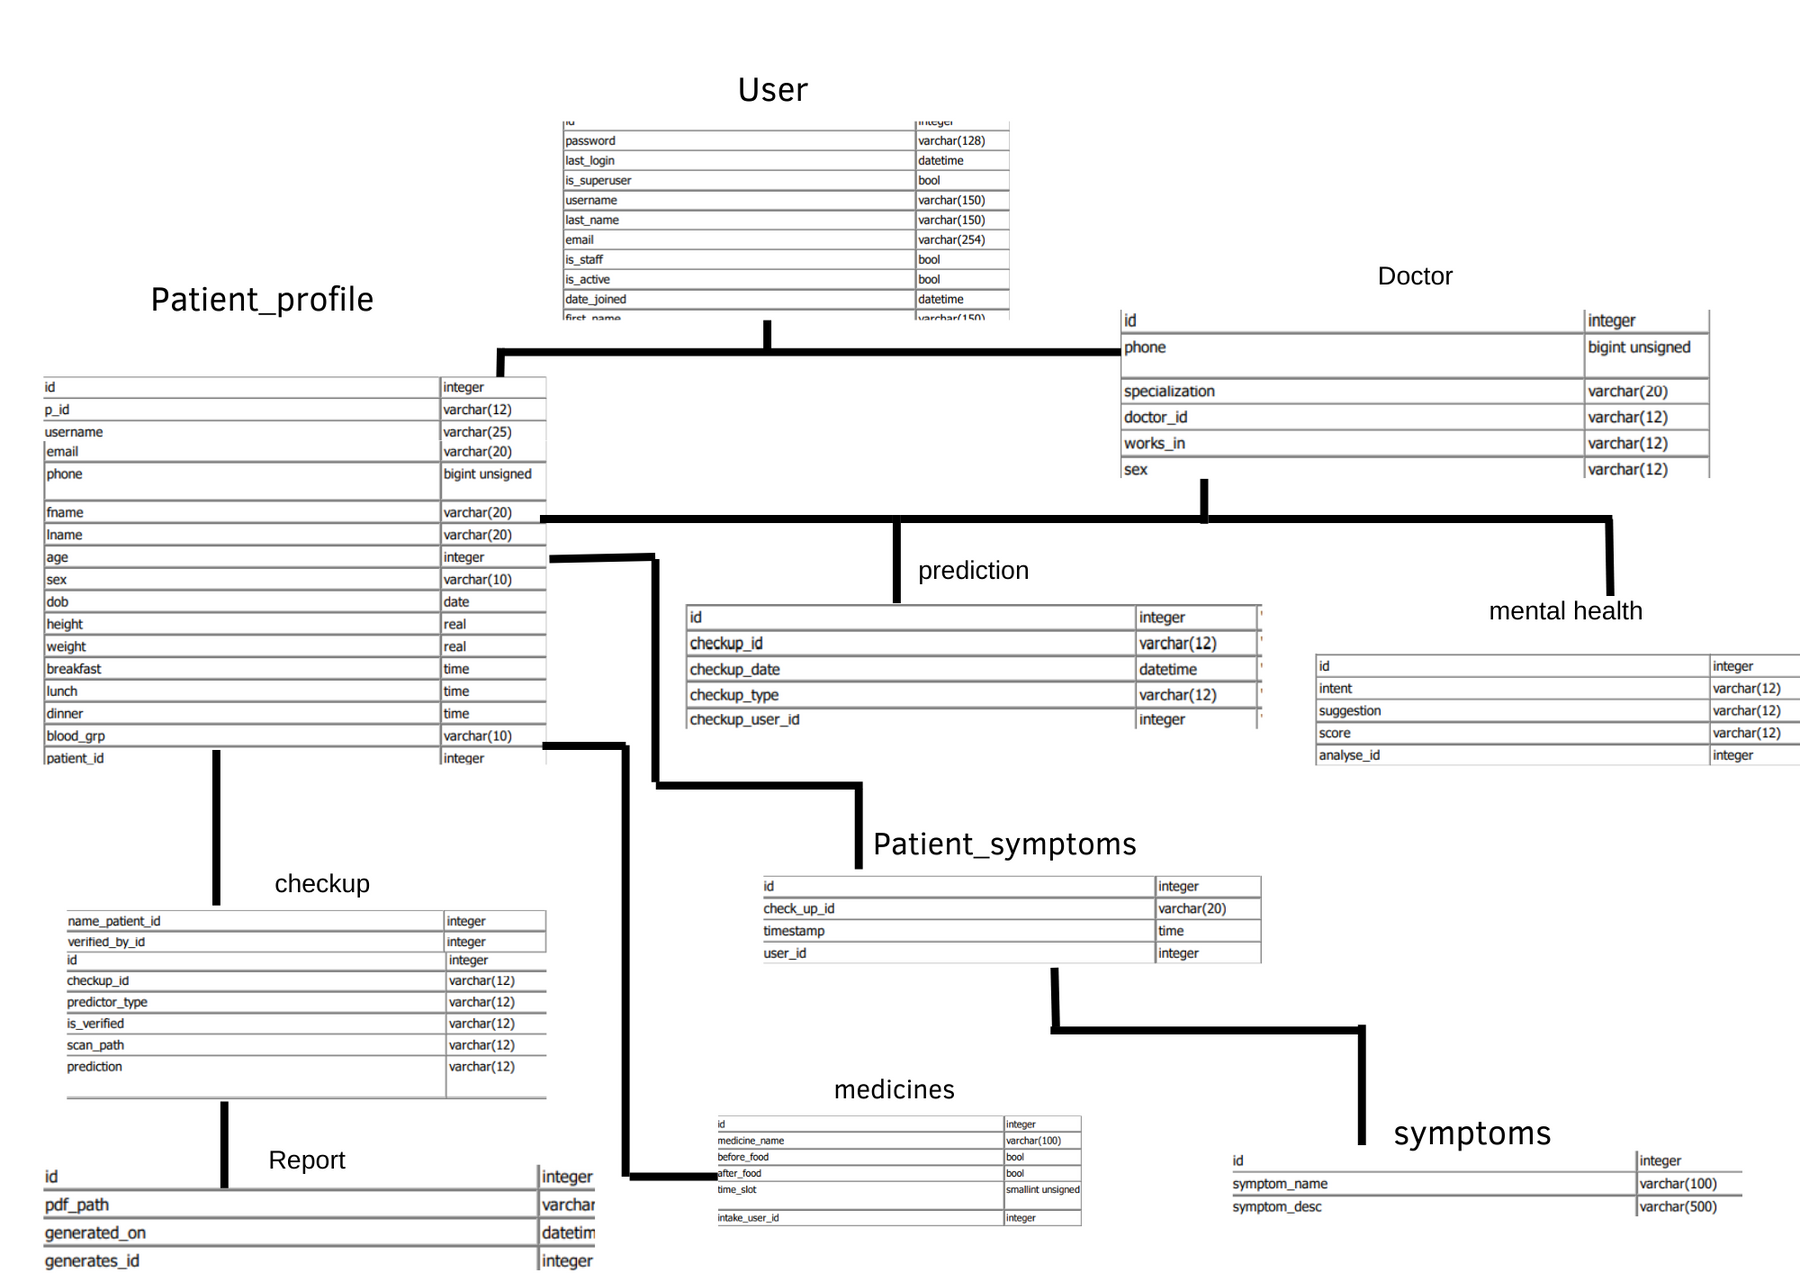 User
id integer
password varchar(128)
last_login datetime
is_superuser bool
username varchar(150)
last_name varchar(150)
email varchar(254)
is_staff bool
is_active bool
date_joined datetime
first_name varchar(150)
Doctor
id integer
phone bigint unsigned
specialization varchar(20)
doctor_id varchar(12)
works_in varchar(12)
sex varchar(12)
Patient_profile
id integer
p_id varchar(12)
username varchar(25)
email varchar(20)
phone bigint unsigned
fname varchar(20)
lname varchar(20)
age integer
sex varchar(10)
dob date
height real
weight real
breakfast time
lunch time
dinner time
blood_grp varchar(10)
patient_id integer
prediction
id integer
checkup_id varchar(12)
checkup_date datetime
checkup_type varchar(12)
checkup_user_id integer
mental health
id integer
intent varchar(12)
suggestion varchar(12)
score varchar(12)
analyse_id integer
Patient_symptoms
id integer
check_up_id varchar(20)
timestamp time
user_id integer
checkup
name_patient_id integer
verified_by_id integer
id integer
checkup_id varchar(12)
predictor_type varchar(12)
is_verified varchar(12)
scan_path varchar(12)
prediction varchar(12)
medicines
id integer
medicine_name varchar(100)
before_food bool
after_food bool
time_slot smallint unsigned
intake_user_id integer
symptoms
id integer
symptom_name varchar(100)
symptom_desc varchar(500)
Report
id integer
pdf_path varchar
generated_on datetim
generates_id integer